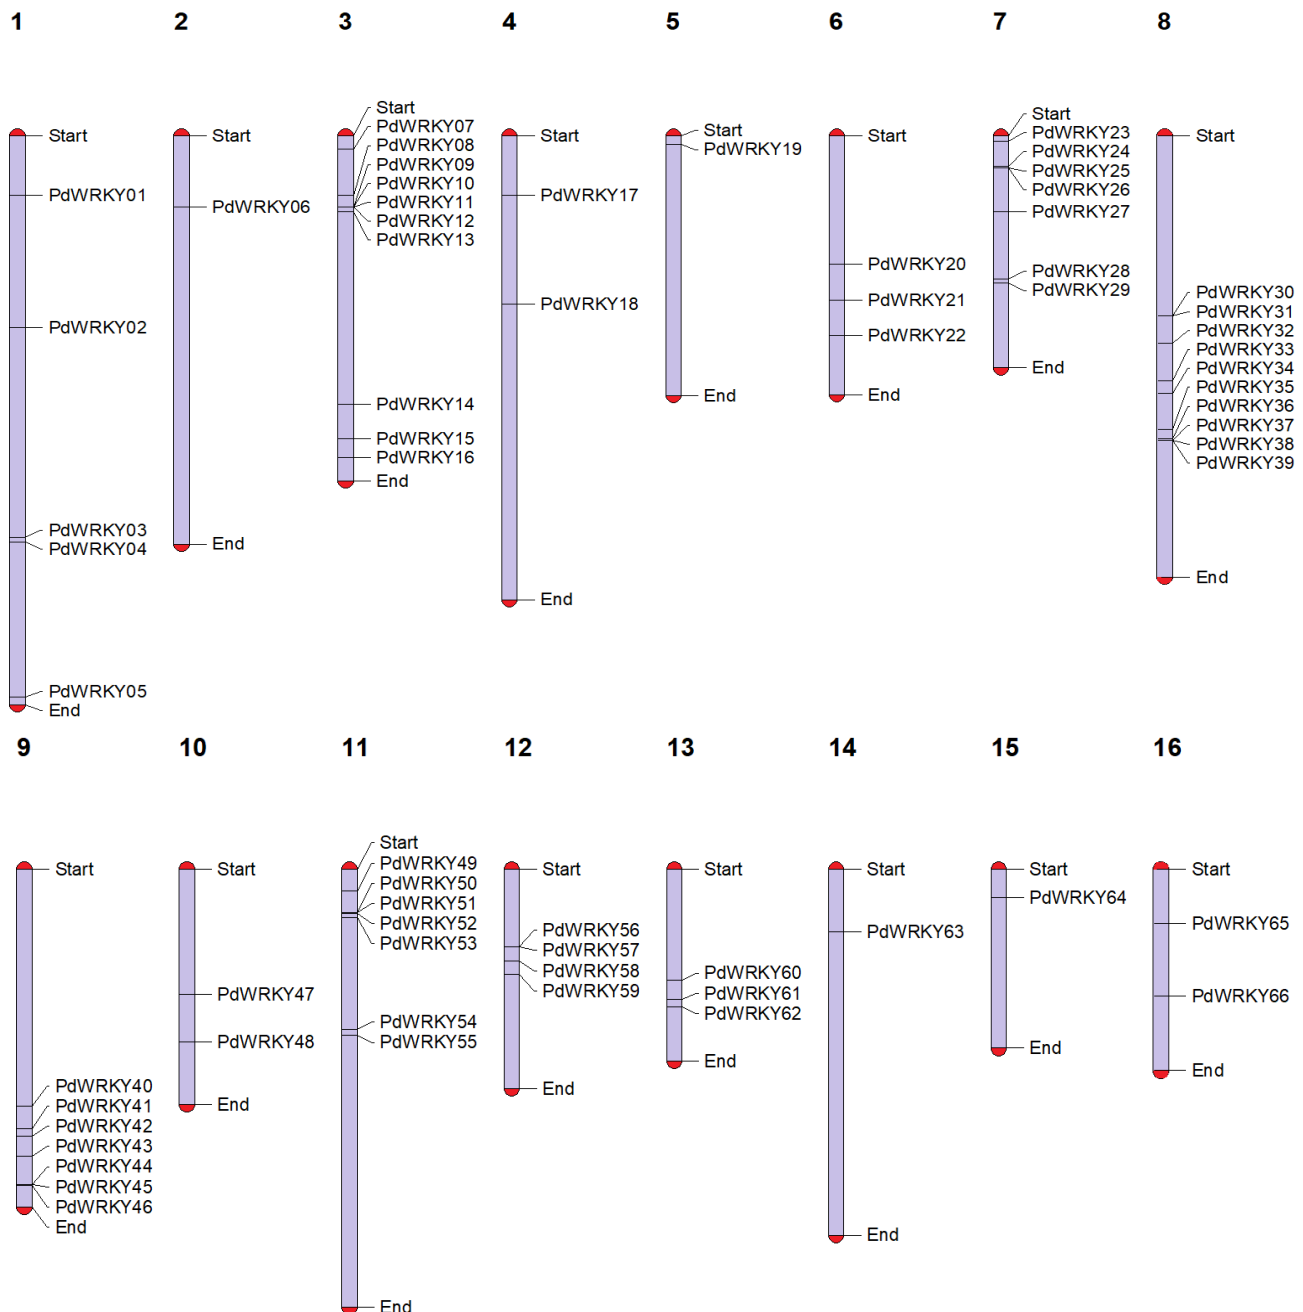 1
2
3
4
5
6
7
8
Start
PdWRKY01
PdWRKY02
PdWRKY03
PdWRKY04
PdWRKY05
End
Start
PdWRKY06
End
Start
PdWRKY07
PdWRKY08
PdWRKY09
PdWRKY10
PdWRKY11
PdWRKY12
PdWRKY13
PdWRKY14
PdWRKY15
PdWRKY16
End
Start
PdWRKY17
PdWRKY18
End
Start
PdWRKY19
End
Start
PdWRKY20
PdWRKY21
PdWRKY22
End
Start
PdWRKY23
PdWRKY24
PdWRKY25
PdWRKY26
PdWRKY27
PdWRKY28
PdWRKY29
End
Start
PdWRKY30
PdWRKY31
PdWRKY32
PdWRKY33
PdWRKY34
PdWRKY35
PdWRKY36
PdWRKY37
PdWRKY38
PdWRKY39
End
9
10
11
12
13
14
15
16
Start
PdWRKY40
PdWRKY41
PdWRKY42
PdWRKY43
PdWRKY44
PdWRKY45
PdWRKY46
End
Start
PdWRKY47
PdWRKY48
End
Start
PdWRKY49
PdWRKY50
PdWRKY51
PdWRKY52
PdWRKY53
PdWRKY54
PdWRKY55
End
Start
PdWRKY56
PdWRKY57
PdWRKY58
PdWRKY59
End
Start
PdWRKY60
PdWRKY61
PdWRKY62
End
Start
PdWRKY63
End
Start
PdWRKY64
End
Start
PdWRKY65
PdWRKY66
End